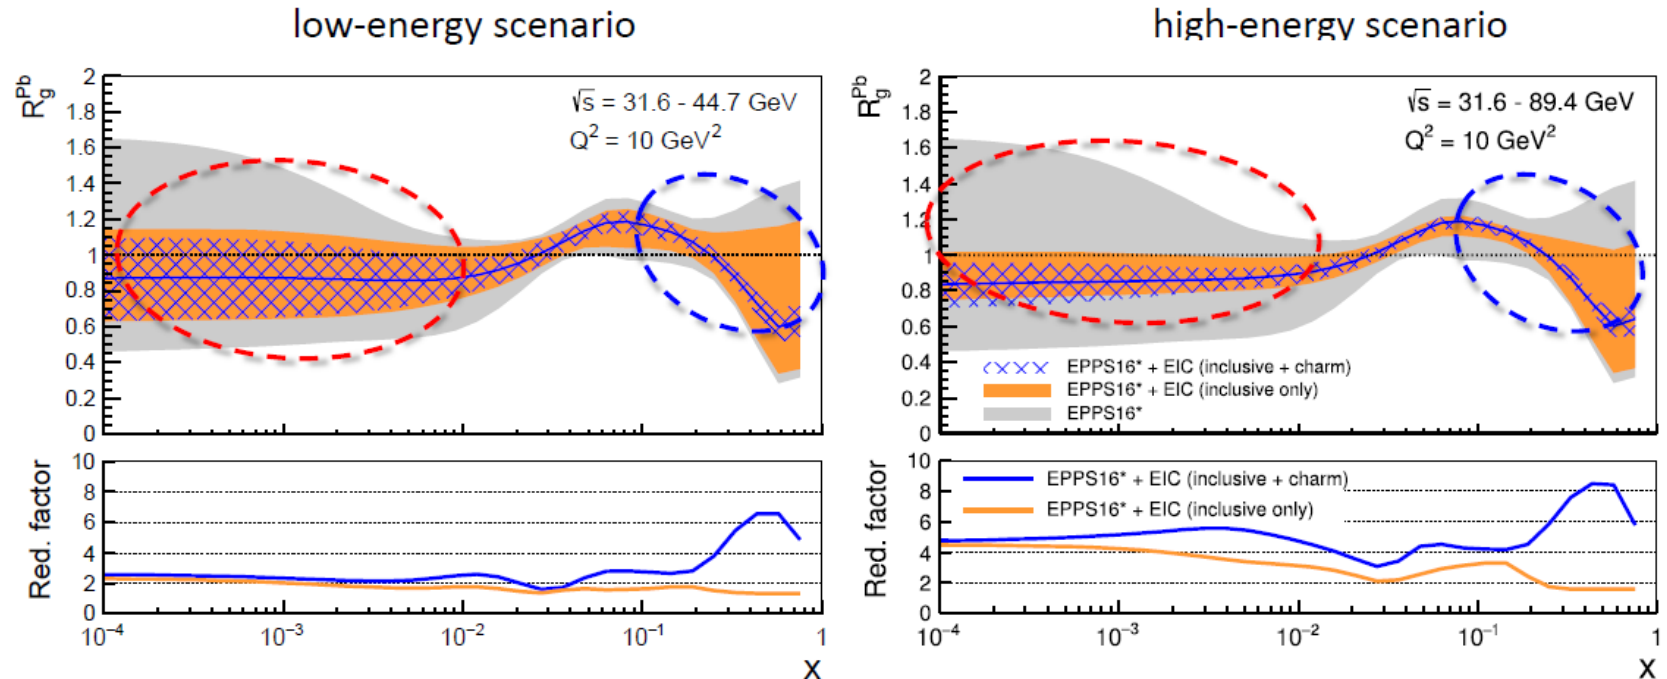 low-energy scenario
high-energy scenario
R_g^Pb
2
1.8
1.6
1.4
1.2
1
0.8
0.6
0.4
0.2
0
√s = 31.6 - 44.7 GeV
Q² = 10 GeV²
R_g^Pb
2
1.8
1.6
1.4
1.2
1
0.8
0.6
0.4
0.2
0
√s = 31.6 - 89.4 GeV
Q² = 10 GeV²
EPPS16* + EIC (inclusive + charm)
EPPS16* + EIC (inclusive only)
EPPS16*
Red. factor
10
8
6
4
2
0
10⁻⁴
10⁻³
10⁻²
10⁻¹
1
x
Red. factor
10
8
6
4
2
0
EPPS16* + EIC (inclusive + charm)
EPPS16* + EIC (inclusive only)
10⁻⁴
10⁻³
10⁻²
10⁻¹
1
x